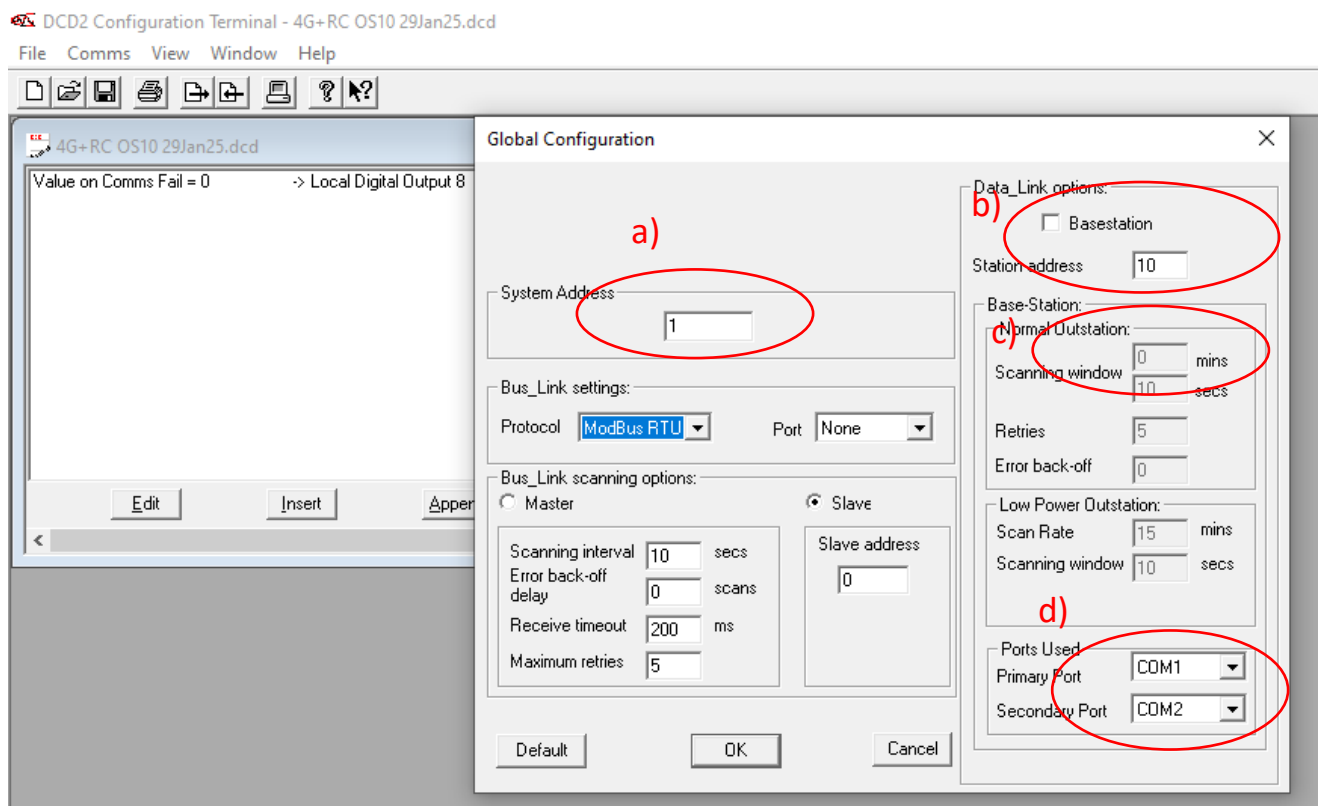 DCD2 Configuration Terminal - 4G+RC OS10 29Jan25.dcd
File Comms View Window Help
4G+RC OS10 29Jan25.dcd
Value on Comms Fail = 0 -> Local Digital Output 8
Edit Insert Apper
Global Configuration
a)
System Address
1
Bus_Link settings:
Protocol ModBus RTU Port None
Bus_Link scanning options:
Master Slave
Scanning interval 10 secs
Error back-off
delay 0 scans
Receive timeout 200 ms
Maximum retries 5
Slave address
0
Default OK Cancel
Data_Link options:
b)
Basestation
Station address 10
Base-Station:
Normal Outstation:
c)
Scanning window 0 mins
10 secs
Retries 5
Error back-off 0
Low Power Outstation:
Scan Rate 15 mins
Scanning window 10 secs
d)
Ports Used
Primary Port COM1
Secondary Port COM2